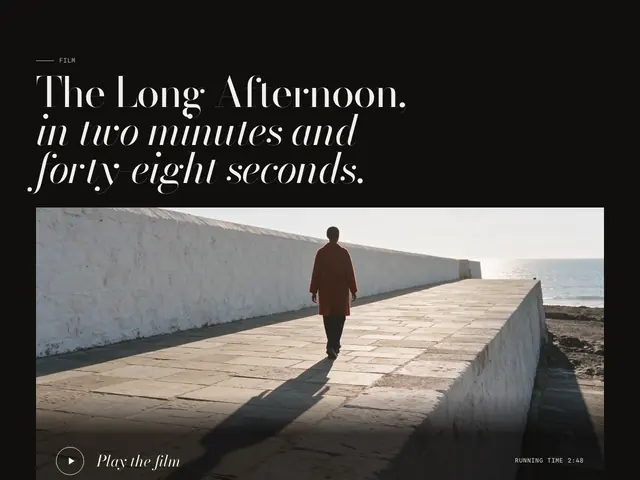 FILM
The Long Afternoon.
in two minutes and
forty-eight seconds.
Play the film
RUNNING TIME 2:48